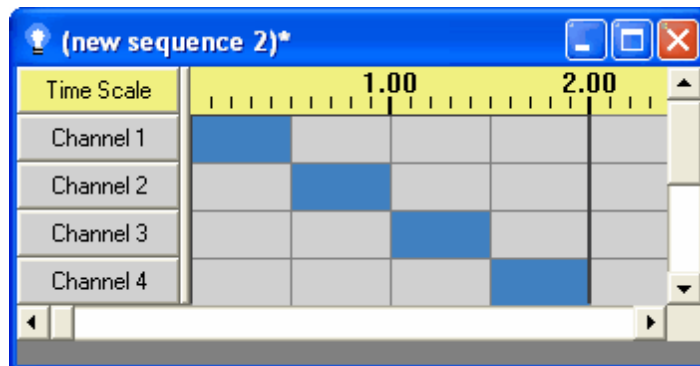 (new sequence 2)*
Time Scale 1.00 2.00
Channel 1
Channel 2
Channel 3
Channel 4